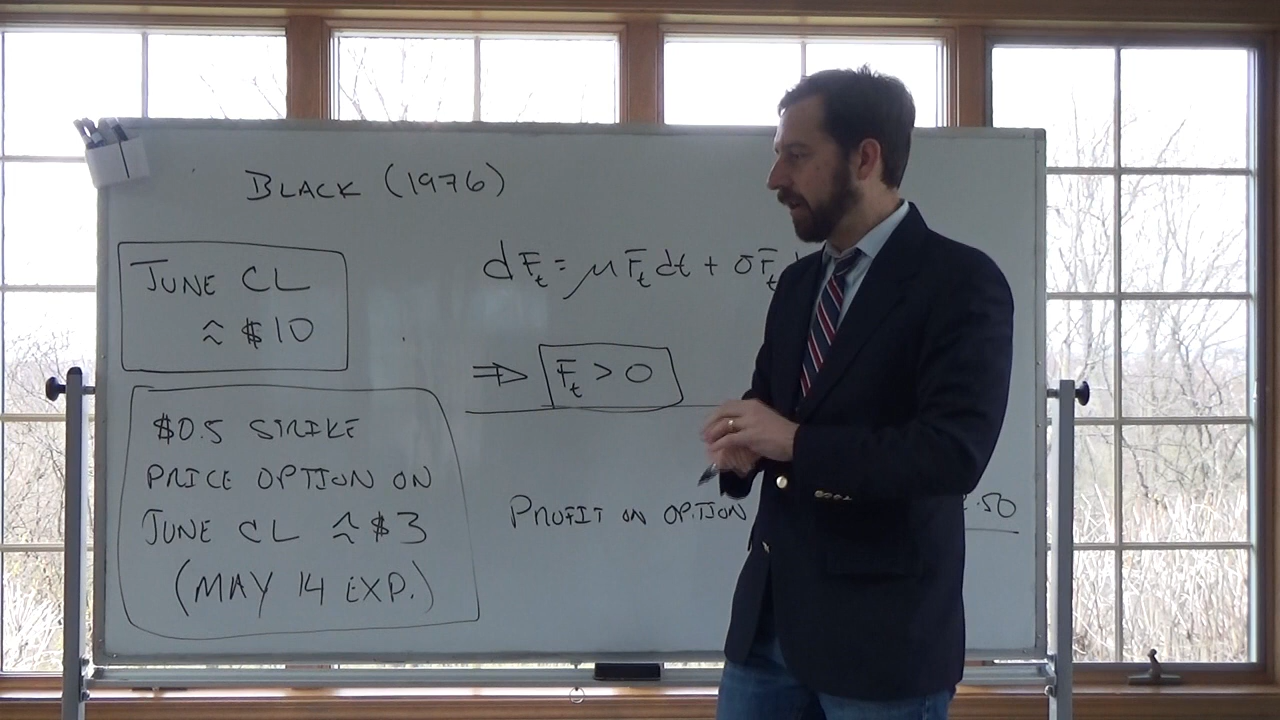 BLACK (1976)
JUNE CL
≈ $10
$0.5 STRIKE
PRICE OPTION ON
JUNE CL ≈ $3
(MAY 14 EXP.)
dF_t = μF_t dt + σF_t
⇒ F_t > 0
PROFIT ON OPTION
.50